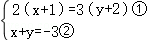 2(x+1)=3(y+2)①
x+y=-3②